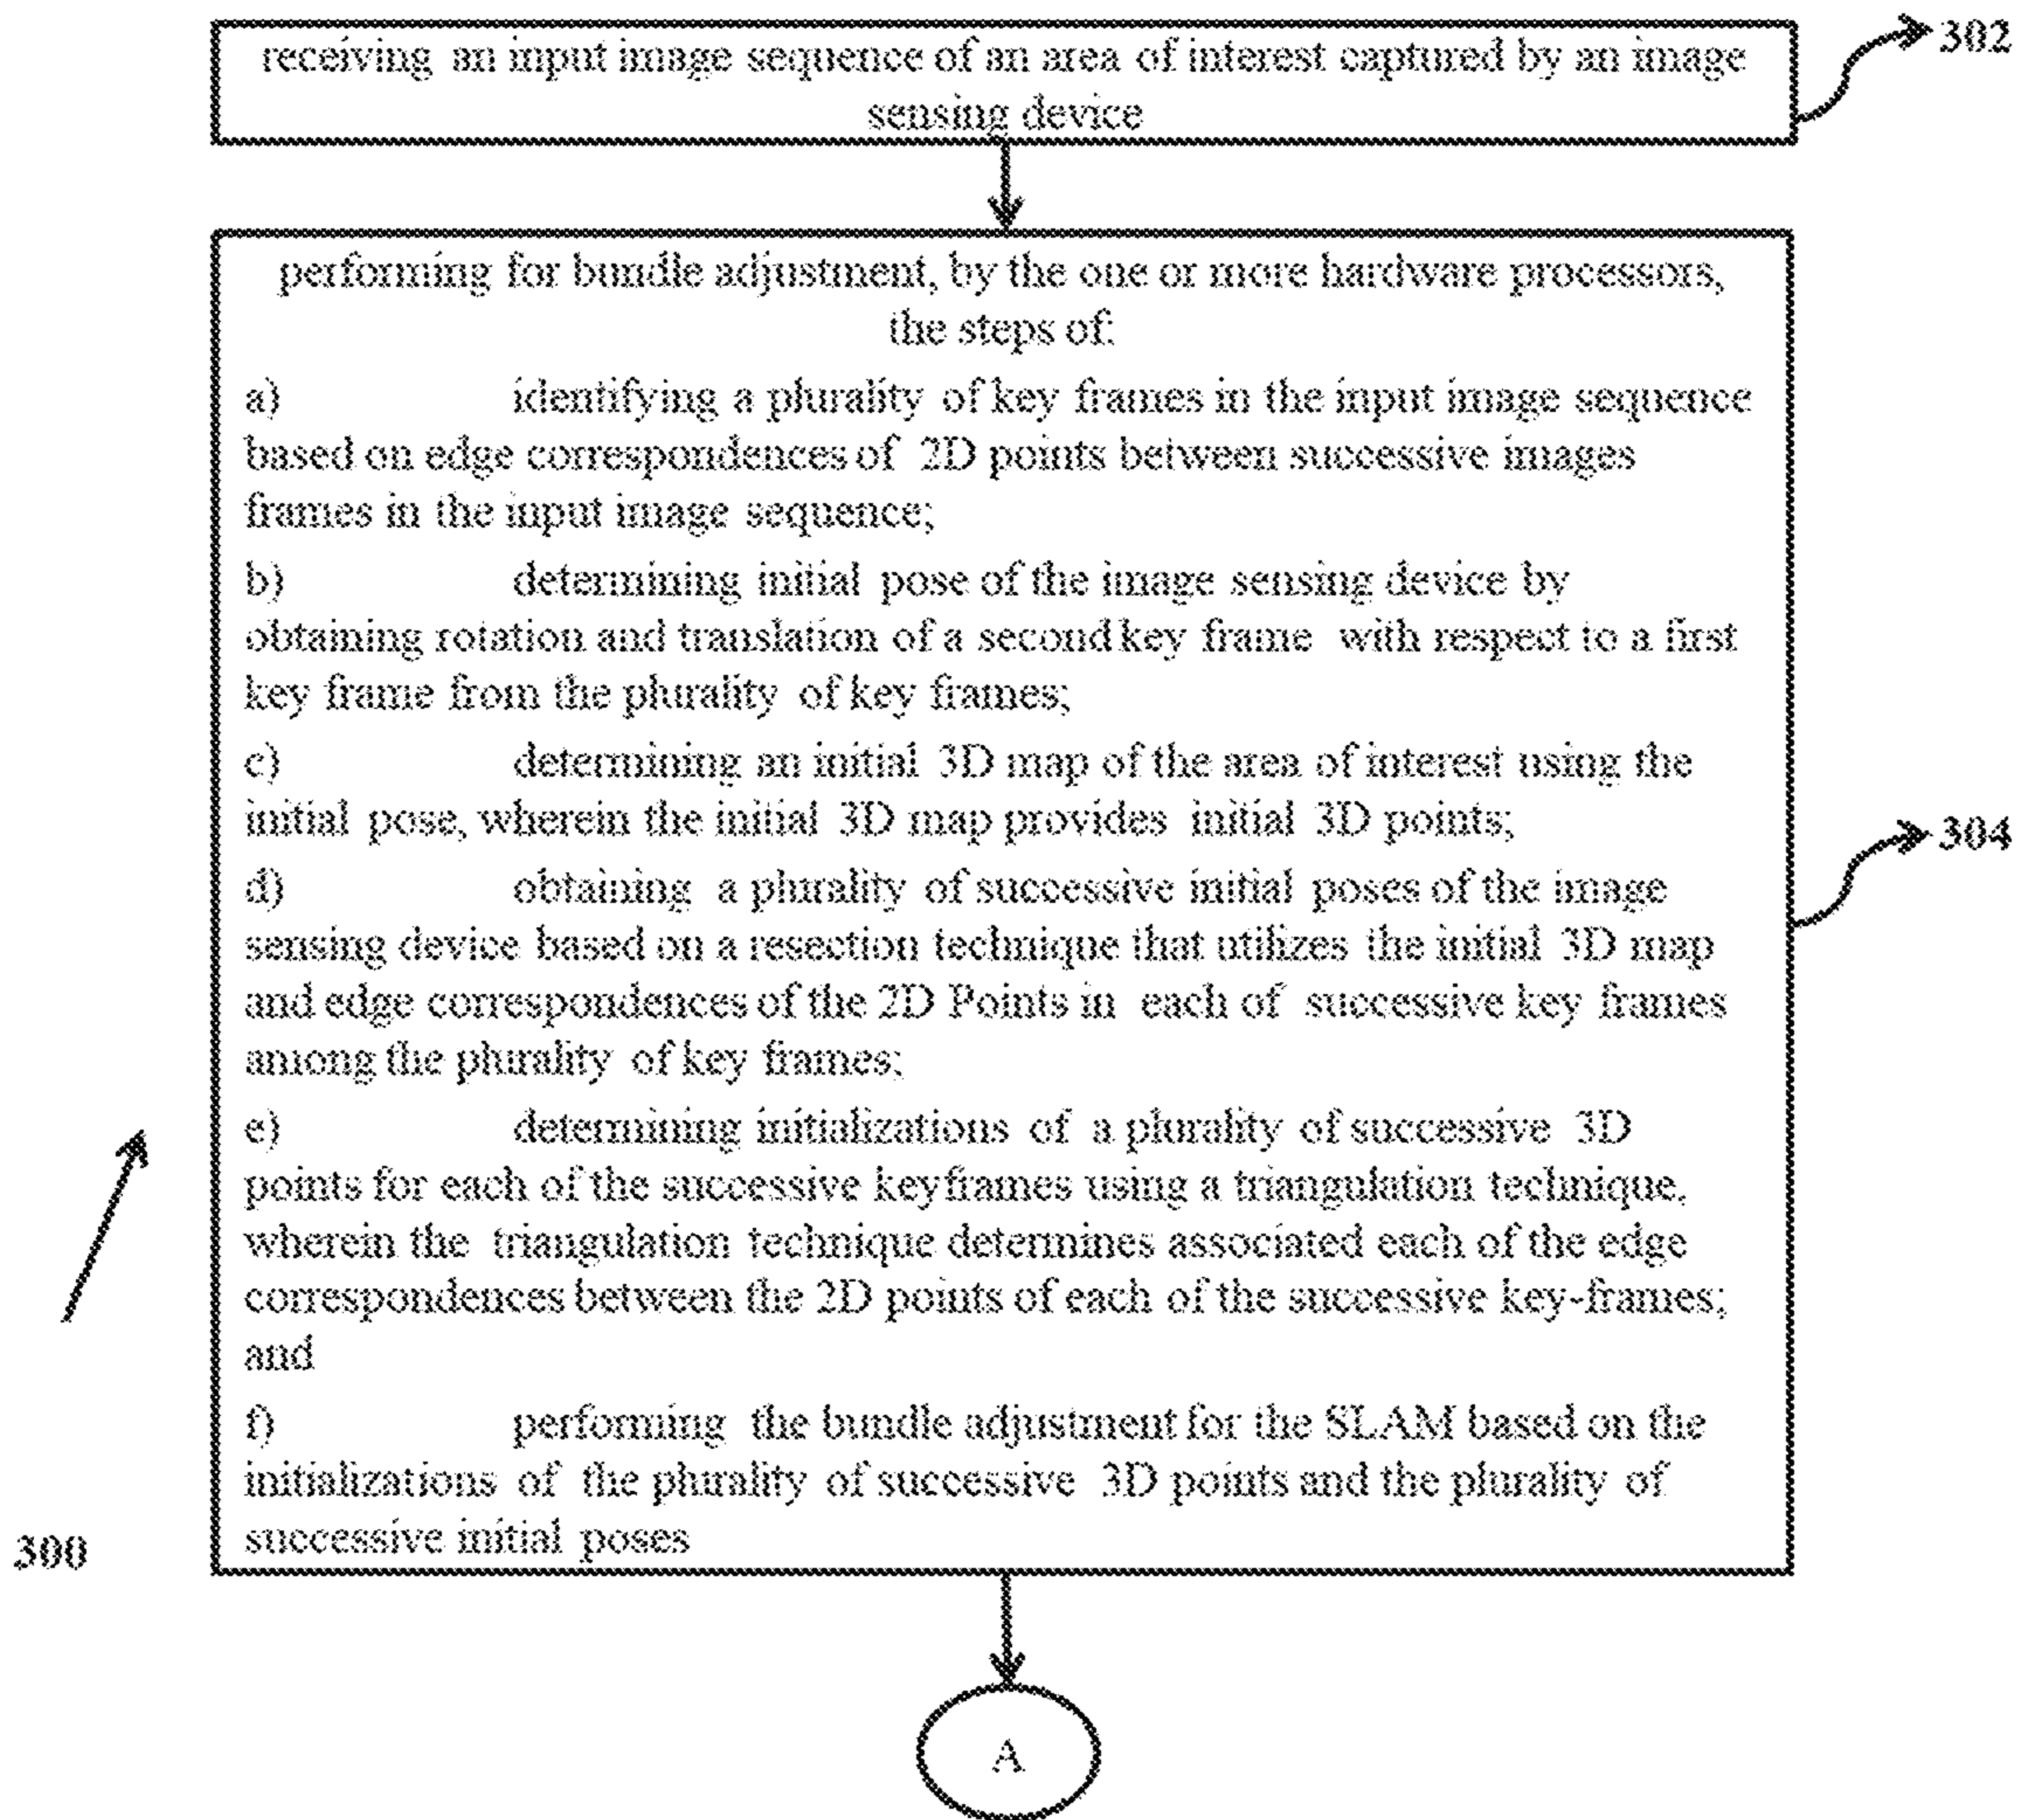 receiving an input image sequence of an area of interest captured by an image
sensing device
302
performing for bundle adjustment, by the one or more hardware processors,
the steps of:
a) identifying a plurality of key frames in the input image sequence
based on edge correspondences of 2D points between successive images
frames in the input image sequence;
b) determining initial pose of the image sensing device by
obtaining rotation and translation of a second key frame with respect to a first
key frame from the plurality of key frames;
c) determining an initial 3D map of the area of interest using the
initial pose, wherein the initial 3D map provides initial 3D points;
d) obtaining a plurality of successive initial poses of the image
sensing device based on a resection technique that utilizes the initial 3D map
and edge correspondences of the 2D Points in each of successive key frames
among the plurality of key frames;
e) determining initializations of a plurality of successive 3D
points for each of the successive keyframes using a triangulation technique,
wherein the triangulation technique determines associated each of the edge
correspondences between the 2D points of each of the successive key-frames;
and
f) performing the bundle adjustment for the SLAM based on the
initializations of the plurality of successive 3D points and the plurality of
successive initial poses
304
300
A